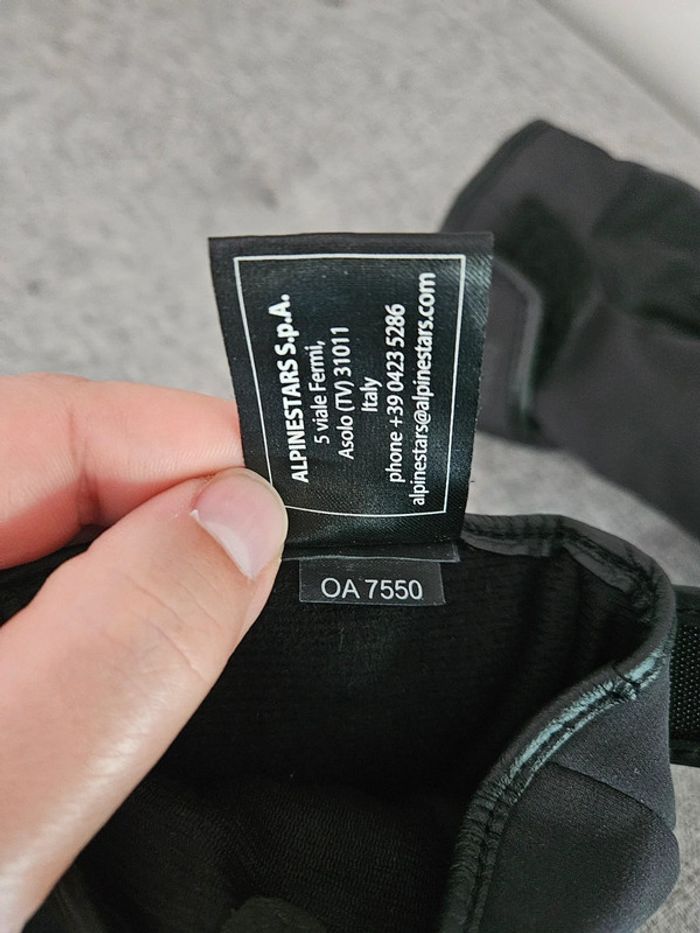 ALPINESTARS S.p.A.
5 viale Fermi,
Asolo (TV) 31011
Italy
phone +39 0423 5286
alpinestars@alpinestars.com
OA 7550